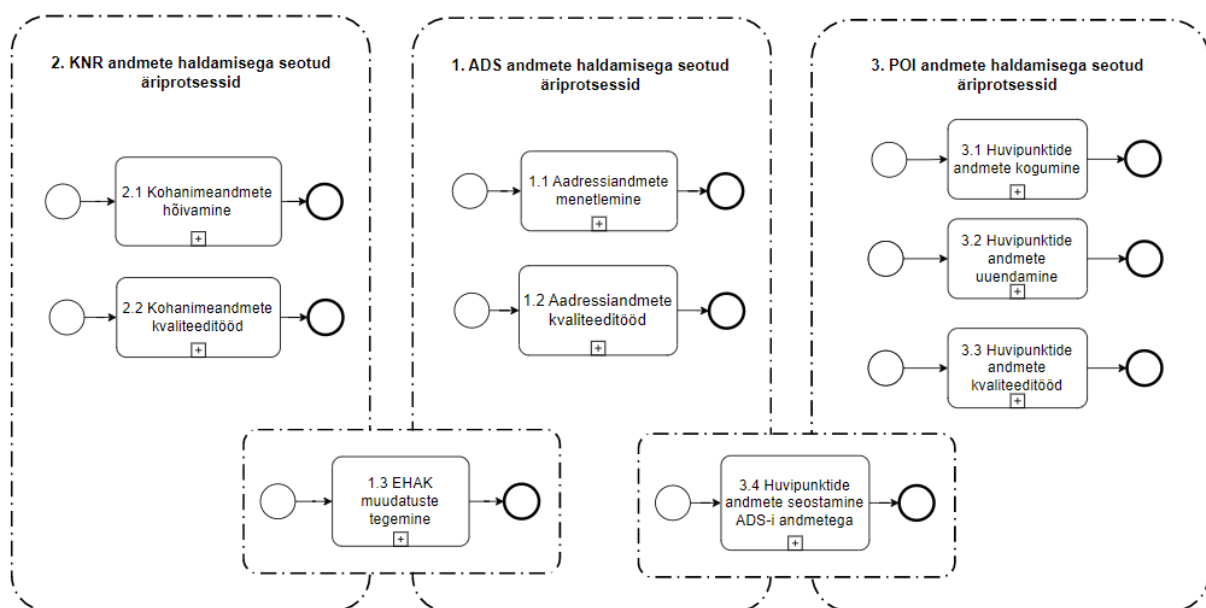 2. KNR andmete haldamisega seotud
äriprotsessid
2.1 Kohanimeandmete
hõivamine
2.2 Kohanimeandmete
kvaliteeditööd
1. ADS andmete haldamisega seotud
äriprotsessid
1.1 Aadressiandmete
menetlemine
1.2 Aadressiandmete
kvaliteeditööd
1.3 EHAK
muudatuste
tegemine
3. POI andmete haldamisega seotud
äriprotsessid
3.1 Huvipunktide
andmete kogumine
3.2 Huvipunktide
andmete
uuendamine
3.3 Huvipunktide
andmete
kvaliteeditööd
3.4 Huvipunktide
andmete seostamine
ADS-i andmetega